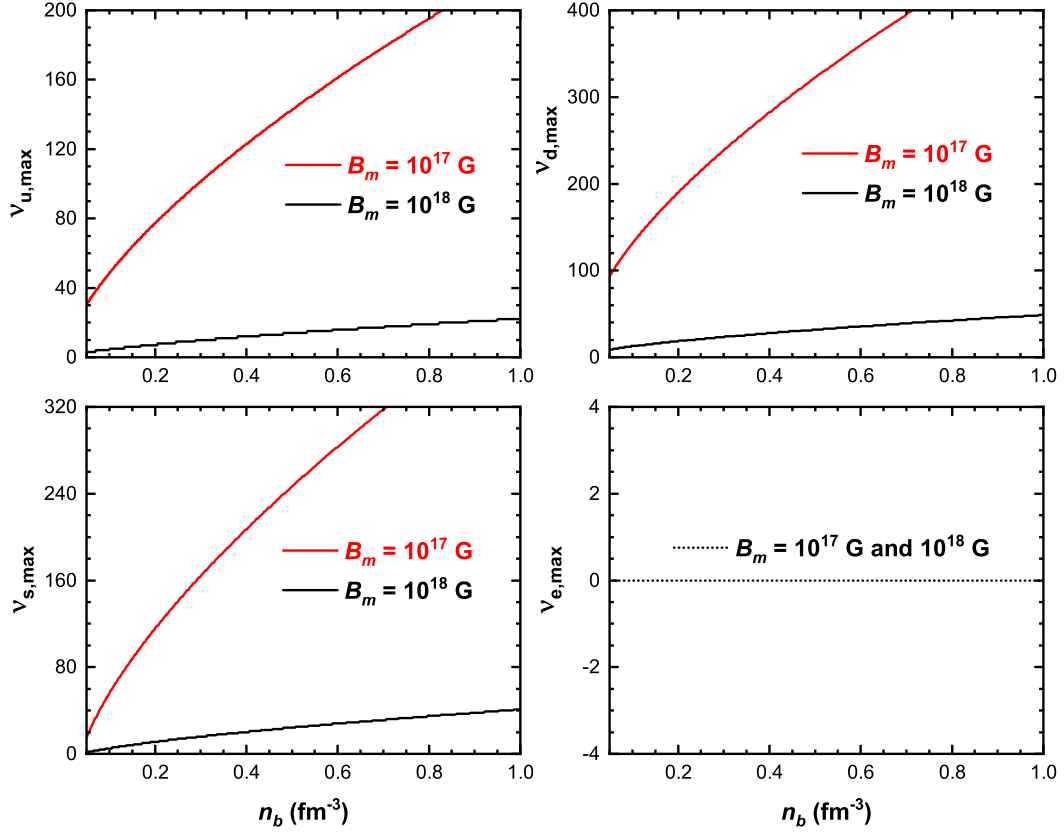 200
160
120
80
40
0
ν_u,max
B_m = 10^17 G
B_m = 10^18 G
0.2 0.4 0.6 0.8 1.0
400
300
200
100
0
ν_d,max
B_m = 10^17 G
B_m = 10^18 G
0.2 0.4 0.6 0.8 1.0
320
240
160
80
0
ν_s,max
B_m = 10^17 G
B_m = 10^18 G
0.2 0.4 0.6 0.8 1.0
n_b (fm^-3)
4
2
0
-2
-4
ν_e,max
B_m = 10^17 G and 10^18 G
0.2 0.4 0.6 0.8 1.0
n_b (fm^-3)